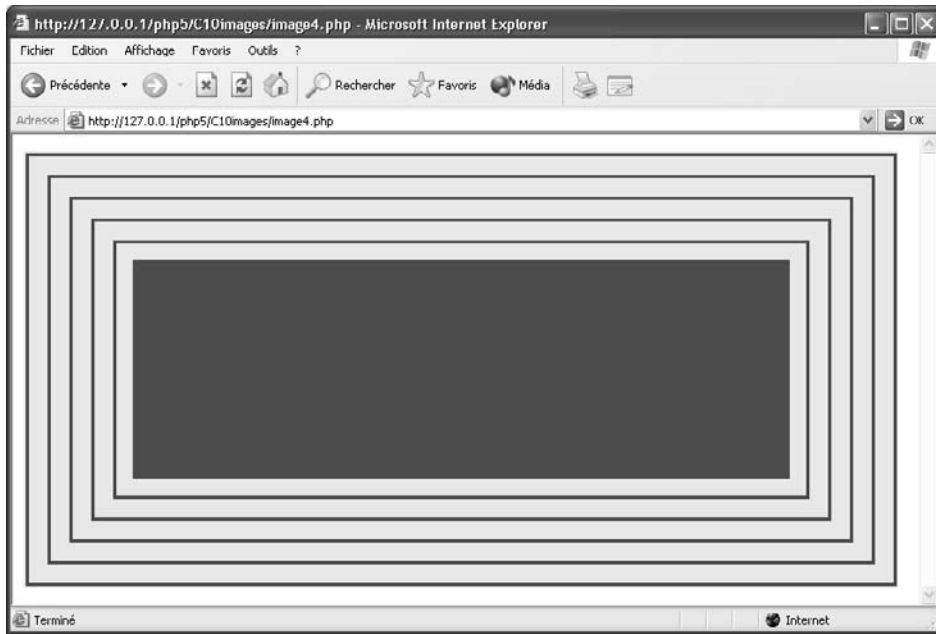 http://127.0.0.1/php5/C10images/image4.php - Microsoft Internet Explorer
Fichier Edition Affichage Favoris Outils ?
Précédente Rechercher Favoris Média
Adresse http://127.0.0.1/php5/C10images/image4.php OK
Terminé Internet